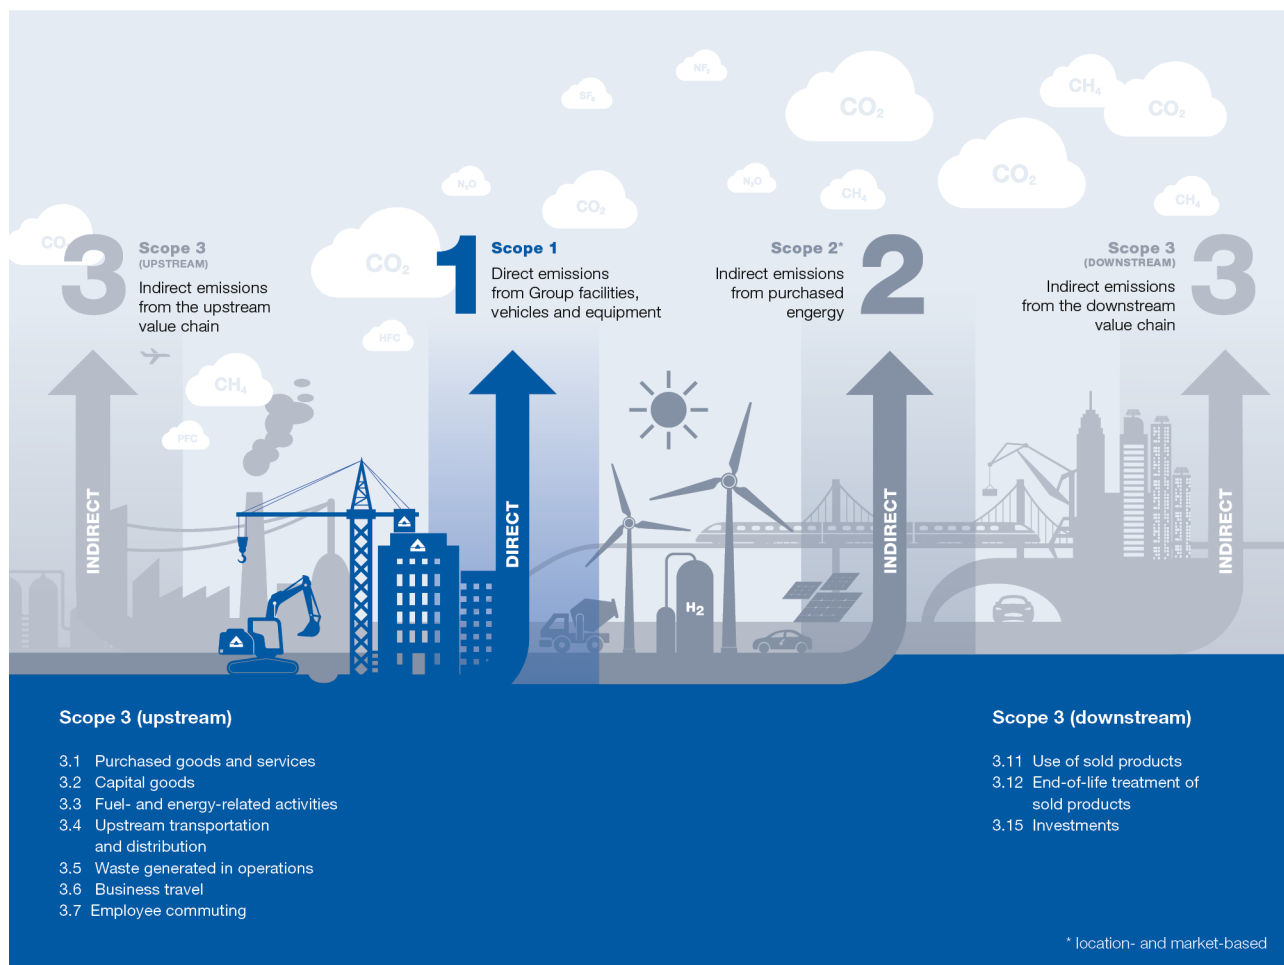 NF₃
CH₄
SF₆
CO₂
CO₂
N₂O
N₂O
CO₂
CO₂
CH₄
CH₄
CO
3
Scope 3
(UPSTREAM)
Indirect emissions
from the upstream
value chain
CO₂
1
Scope 1
Direct emissions
from Group facilities,
vehicles and equipment
Scope 2*
Indirect emissions
from purchased
engergy
2
Scope 3
(DOWNSTREAM)
Indirect emissions
from the downstream
value chain
3
HFC
CH₄
PFC
INDIRECT
DIRECT
INDIRECT
INDIRECT
H2
Scope 3 (upstream)
3.1 Purchased goods and services
3.2 Capital goods
3.3 Fuel- and energy-related activities
3.4 Upstream transportation
and distribution
3.5 Waste generated in operations
3.6 Business travel
3.7 Employee commuting
Scope 3 (downstream)
3.11 Use of sold products
3.12 End-of-life treatment of
sold products
3.15 Investments
* location- and market-based